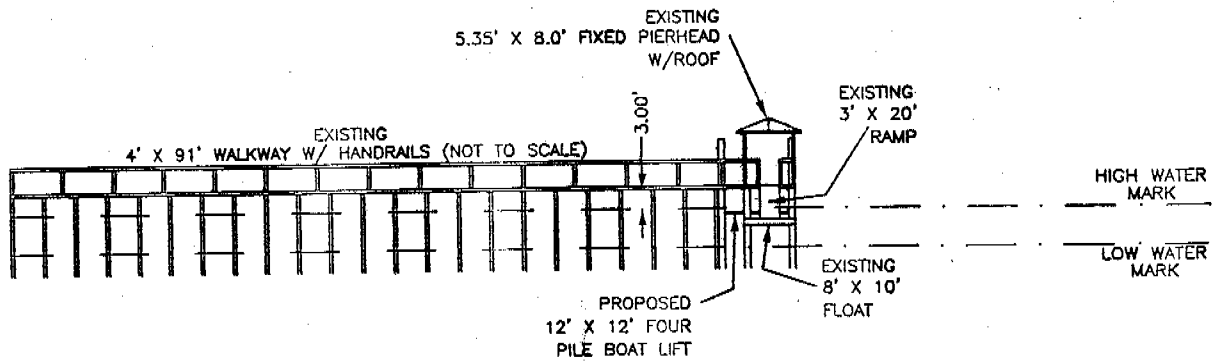 EXISTING
5.35' X 8.0' FIXED PIERHEAD
W/ROOF
EXISTING
3' X 20'
RAMP
3.00'
EXISTING
4' X 91' WALKWAY W/ HANDRAILS (NOT TO SCALE)
HIGH WATER
MARK
LOW WATER
MARK
EXISTING
8' X 10'
FLOAT
PROPOSED
12' X 12' FOUR
PILE BOAT LIFT